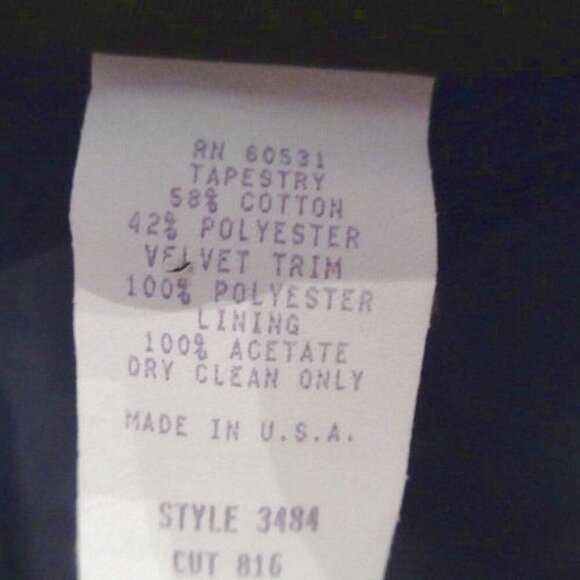 RN 60531
TAPESTRY
58% COTTON
42% POLYESTER
VELVET TRIM
100% POLYESTER
LINING
100% ACETATE
DRY CLEAN ONLY
MADE IN U.S.A.
STYLE 3484
CUT 816